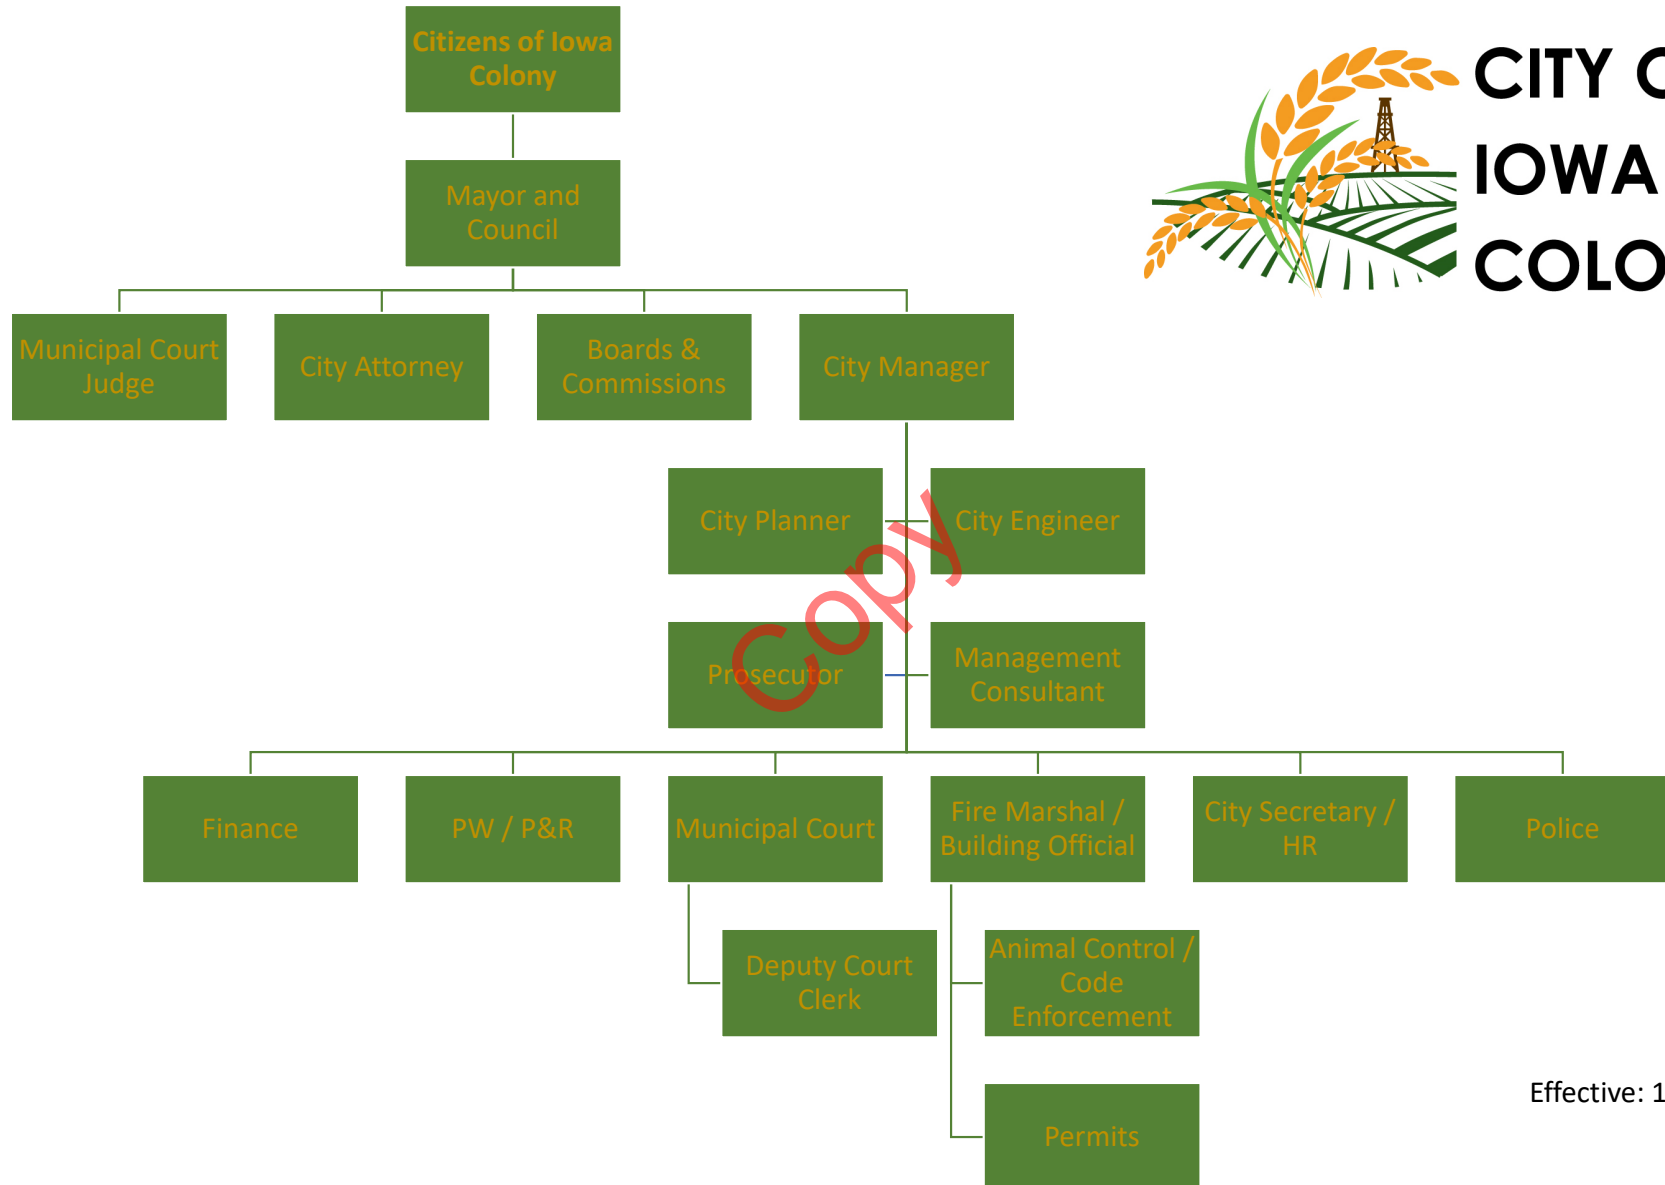 Citizens of Iowa
Colony
CITY
IOWA
Mayor and
Council
Municipal Court
Judge
City Attorney
Boards &
Commissions
City Manager
City Planner
City Engineer
Copy
Prosecutor
Management
Consultant
Finance
PW / P&R
Municipal Court
Fire Marshal /
Building Official
City Secretary /
HR
Police
Deputy Court
Clerk
Animal Control /
Code
Enforcement
Effective: 1
Permits